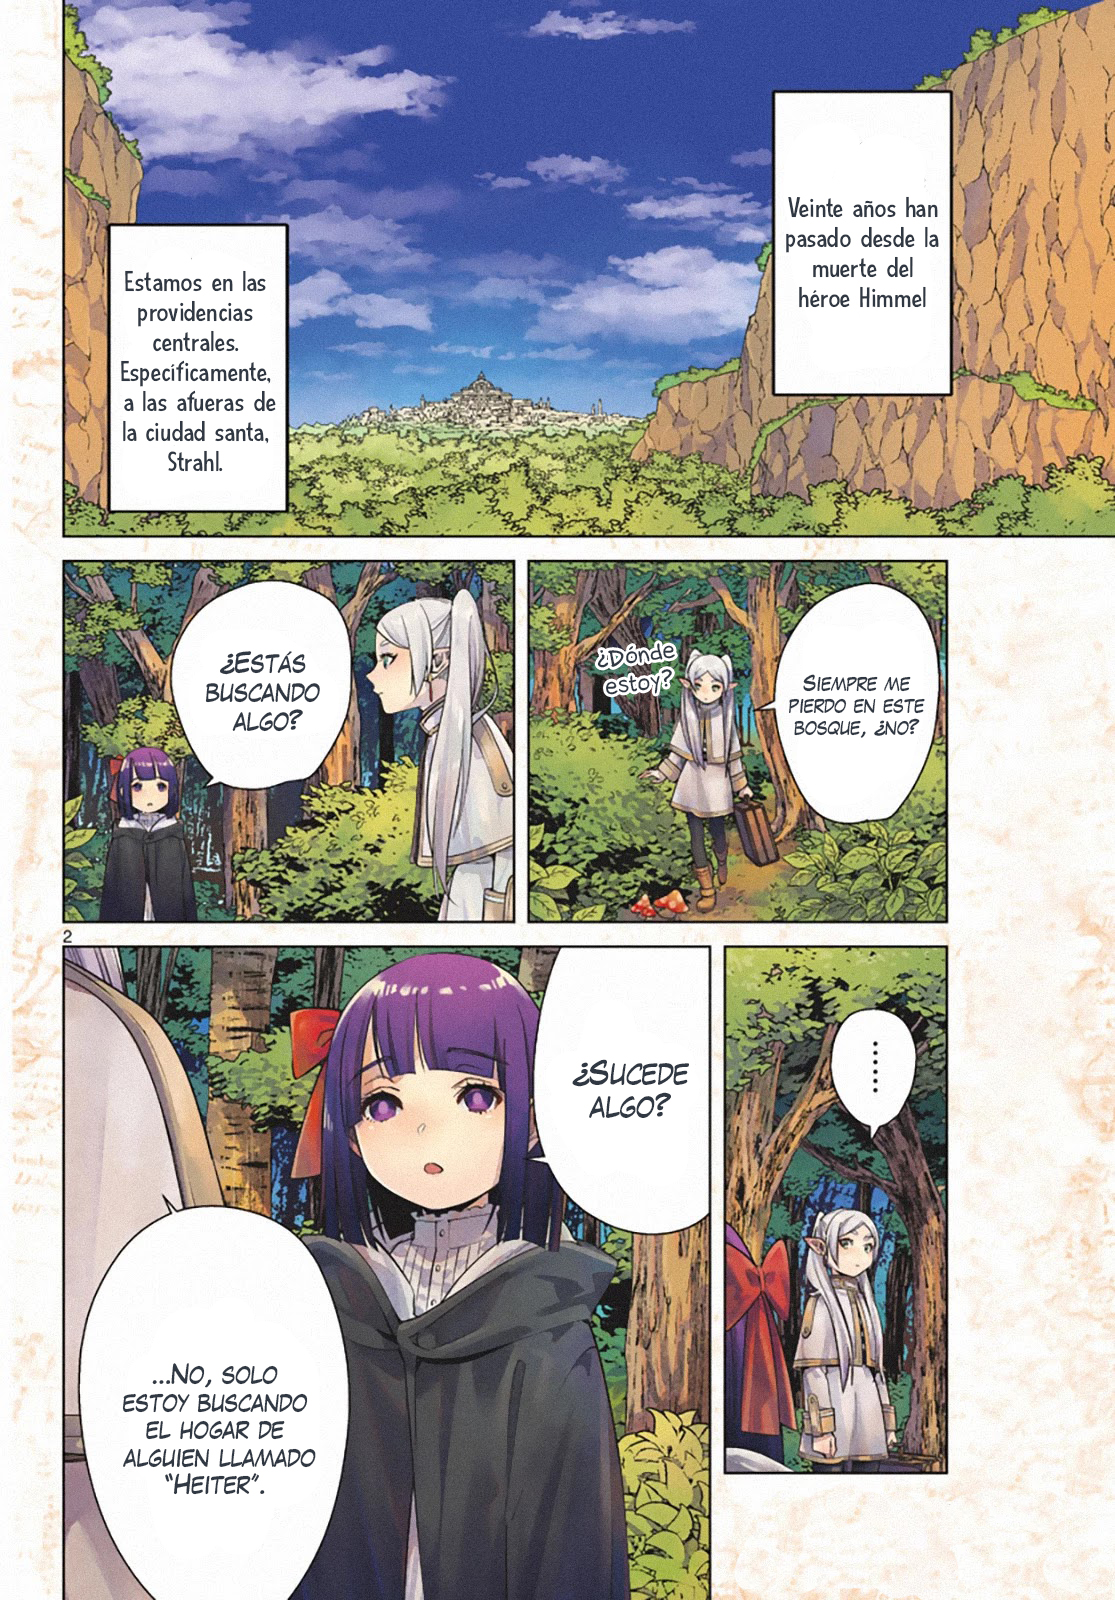 Veinte años han
pasado desde la
muerte del
héroe Himmel
Estamos en las
providencias
centrales.
Específicamente,
a las afueras de
la ciudad santa,
Strahl.
SIEMPRE ME
PIERDO EN ESTE
BOSQUE, ¿NO?
¿Dónde
estoy?
¿ESTÁS
BUSCANDO
ALGO?
2
......
¿SUCEDE
ALGO?
...NO, SOLO
ESTOY BUSCANDO
EL HOGAR DE
ALGUIEN LLAMADO
"HEITER".